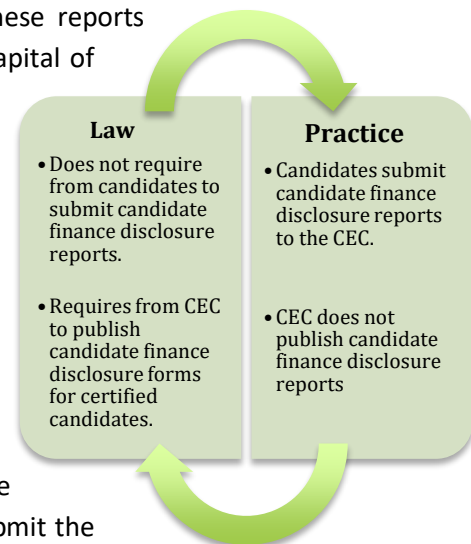 hese reports
apital of
Law
• Does not require
from candidates to
submit candidate
finance disclosure
reports.
• Requires from CEC
to publish
candidate finance
disclosure forms
for certified
candidates.
Practice
• Candidates submit
candidate finance
disclosure reports
to the CEC.
• CEC does not
publish candidate
finance disclosure
reports
e
bmit the